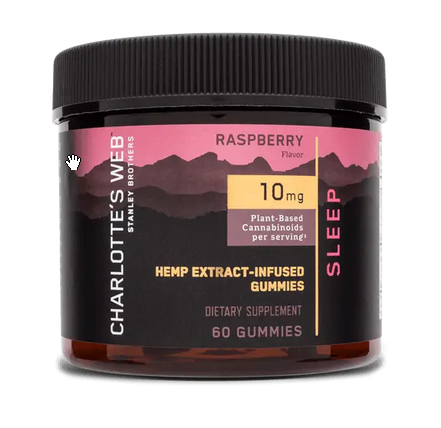 CHARLOTTE'S WEB™
STANLEY BROTHERS
RASPBERRY
Flavor
10mg
Plant-Based
Cannabinoids
per serving†
SLEEP
HEMP EXTRACT-INFUSED
GUMMIES
DIETARY SUPPLEMENT
60 GUMMIES